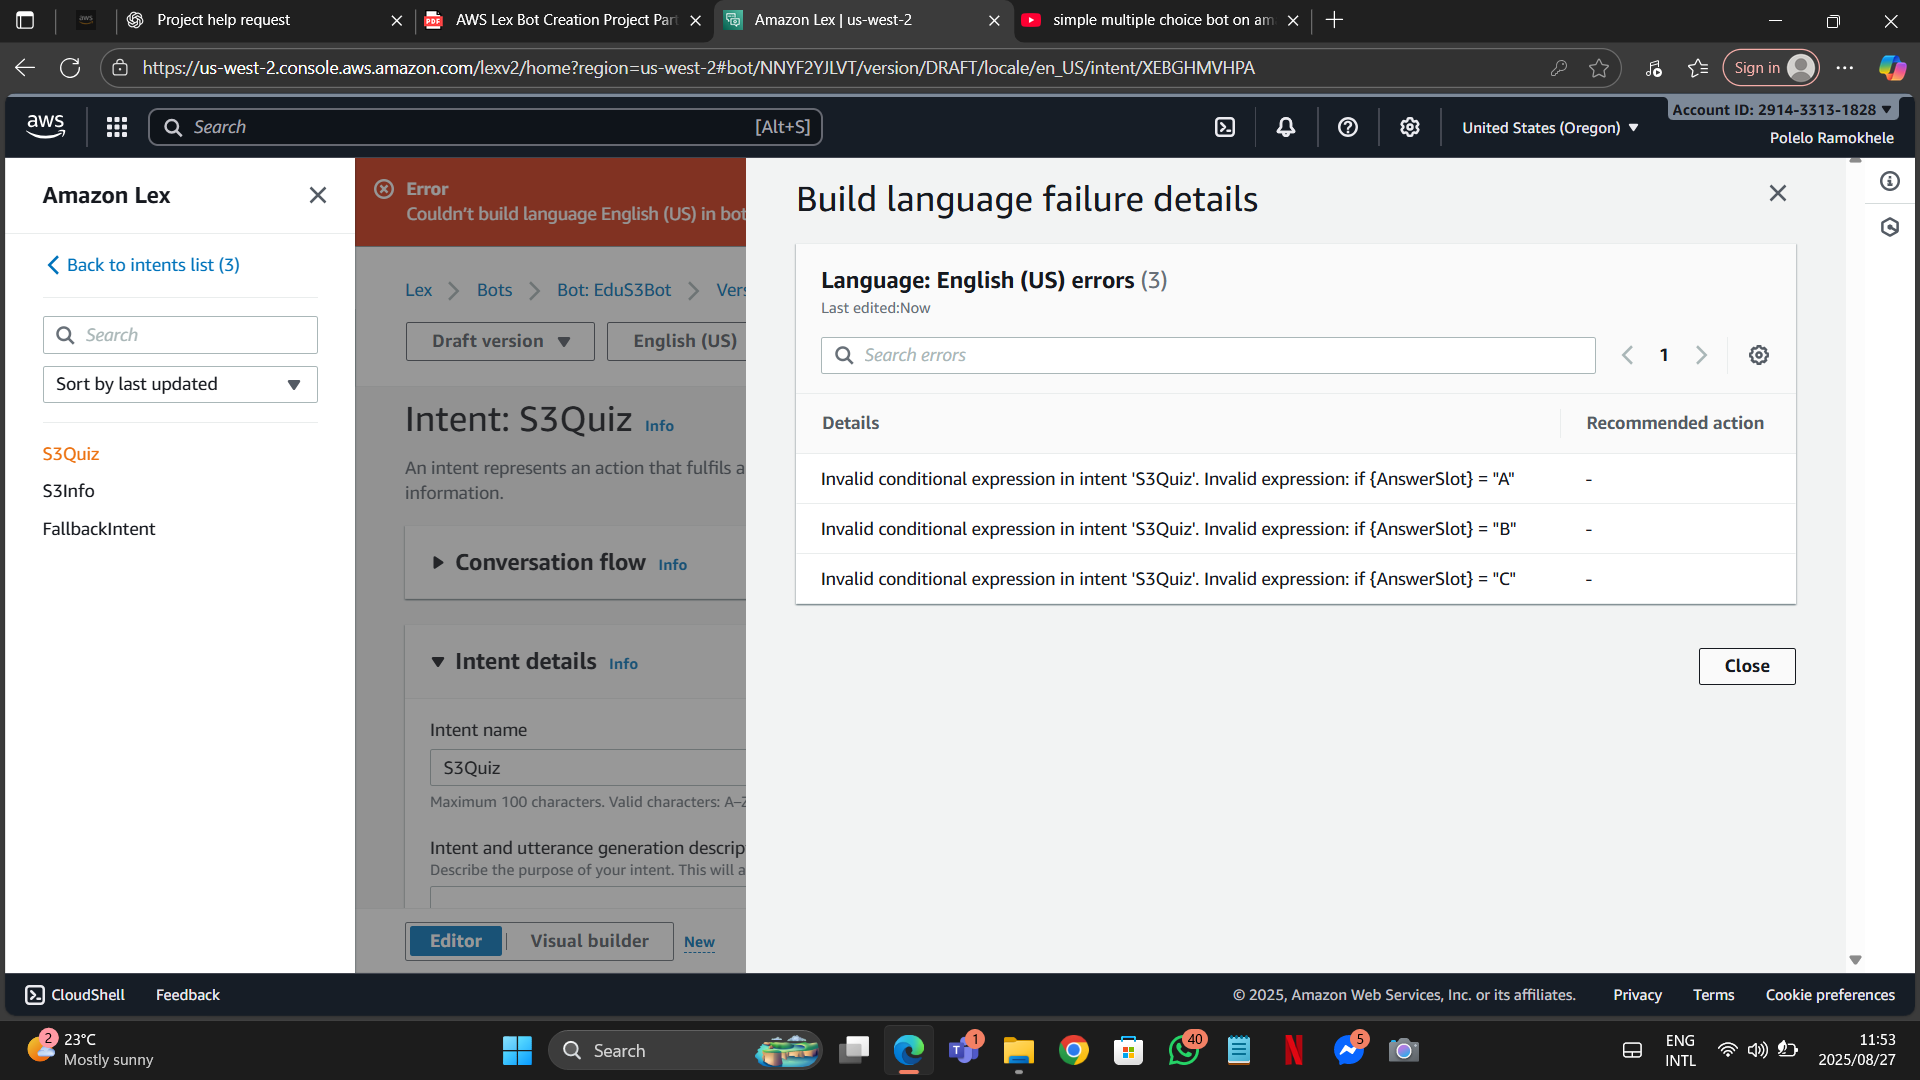 Project help request
AWS Lex Bot Creation Project Part
Amazon Lex | us-west-2
simple multiple choice bot on am
https://us-west-2.console.aws.amazon.com/lexv2/home?region=us-west-2#bot/NNYF2YJLVT/version/DRAFT/locale/en_US/intent/XEBGHMVHPA
Sign in
aws
Search
[Alt+S]
United States (Oregon)
Account ID: 2914-3313-1828
Polelo Ramokhele
Amazon Lex
Back to intents list (3)
Search
Sort by last updated
S3Quiz
S3Info
FallbackIntent
Error
Couldn't build language English (US) in bot
Lex
Bots
Bot: EduS3Bot
Vers
Draft version
English (US)
Intent: S3Quiz Info
An intent represents an action that fulfils a
information.
Conversation flow Info
Intent details Info
Intent name
S3Quiz
Maximum 100 characters. Valid characters: A-Z
Intent and utterance generation descrip
Describe the purpose of your intent. This will a
Editor
Visual builder
New
Build language failure details
Language: English (US) errors (3)
Last edited:Now
Search errors
1
Details
Recommended action
Invalid conditional expression in intent 'S3Quiz'. Invalid expression: if {AnswerSlot} = "A"
-
Invalid conditional expression in intent 'S3Quiz'. Invalid expression: if {AnswerSlot} = "B"
-
Invalid conditional expression in intent 'S3Quiz'. Invalid expression: if {AnswerSlot} = "C"
-
Close
CloudShell
Feedback
© 2025, Amazon Web Services, Inc. or its affiliates.
Privacy
Terms
Cookie preferences
2
23°C
Mostly sunny
Search
1
40
5
ENG
INTL
11:53
2025/08/27